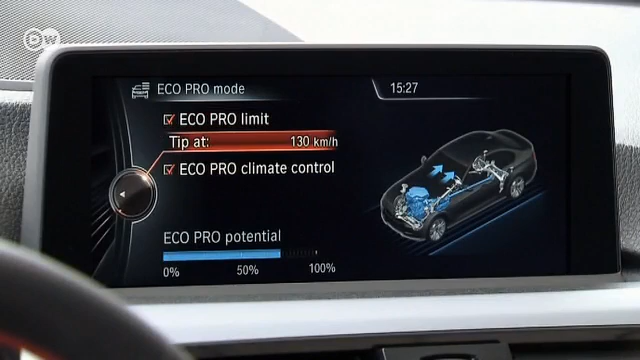 DW
ECO PRO mode
15:27
ECO PRO limit
Tip at: 130 km/h
ECO PRO climate control
ECO PRO potential
0% 50% 100%